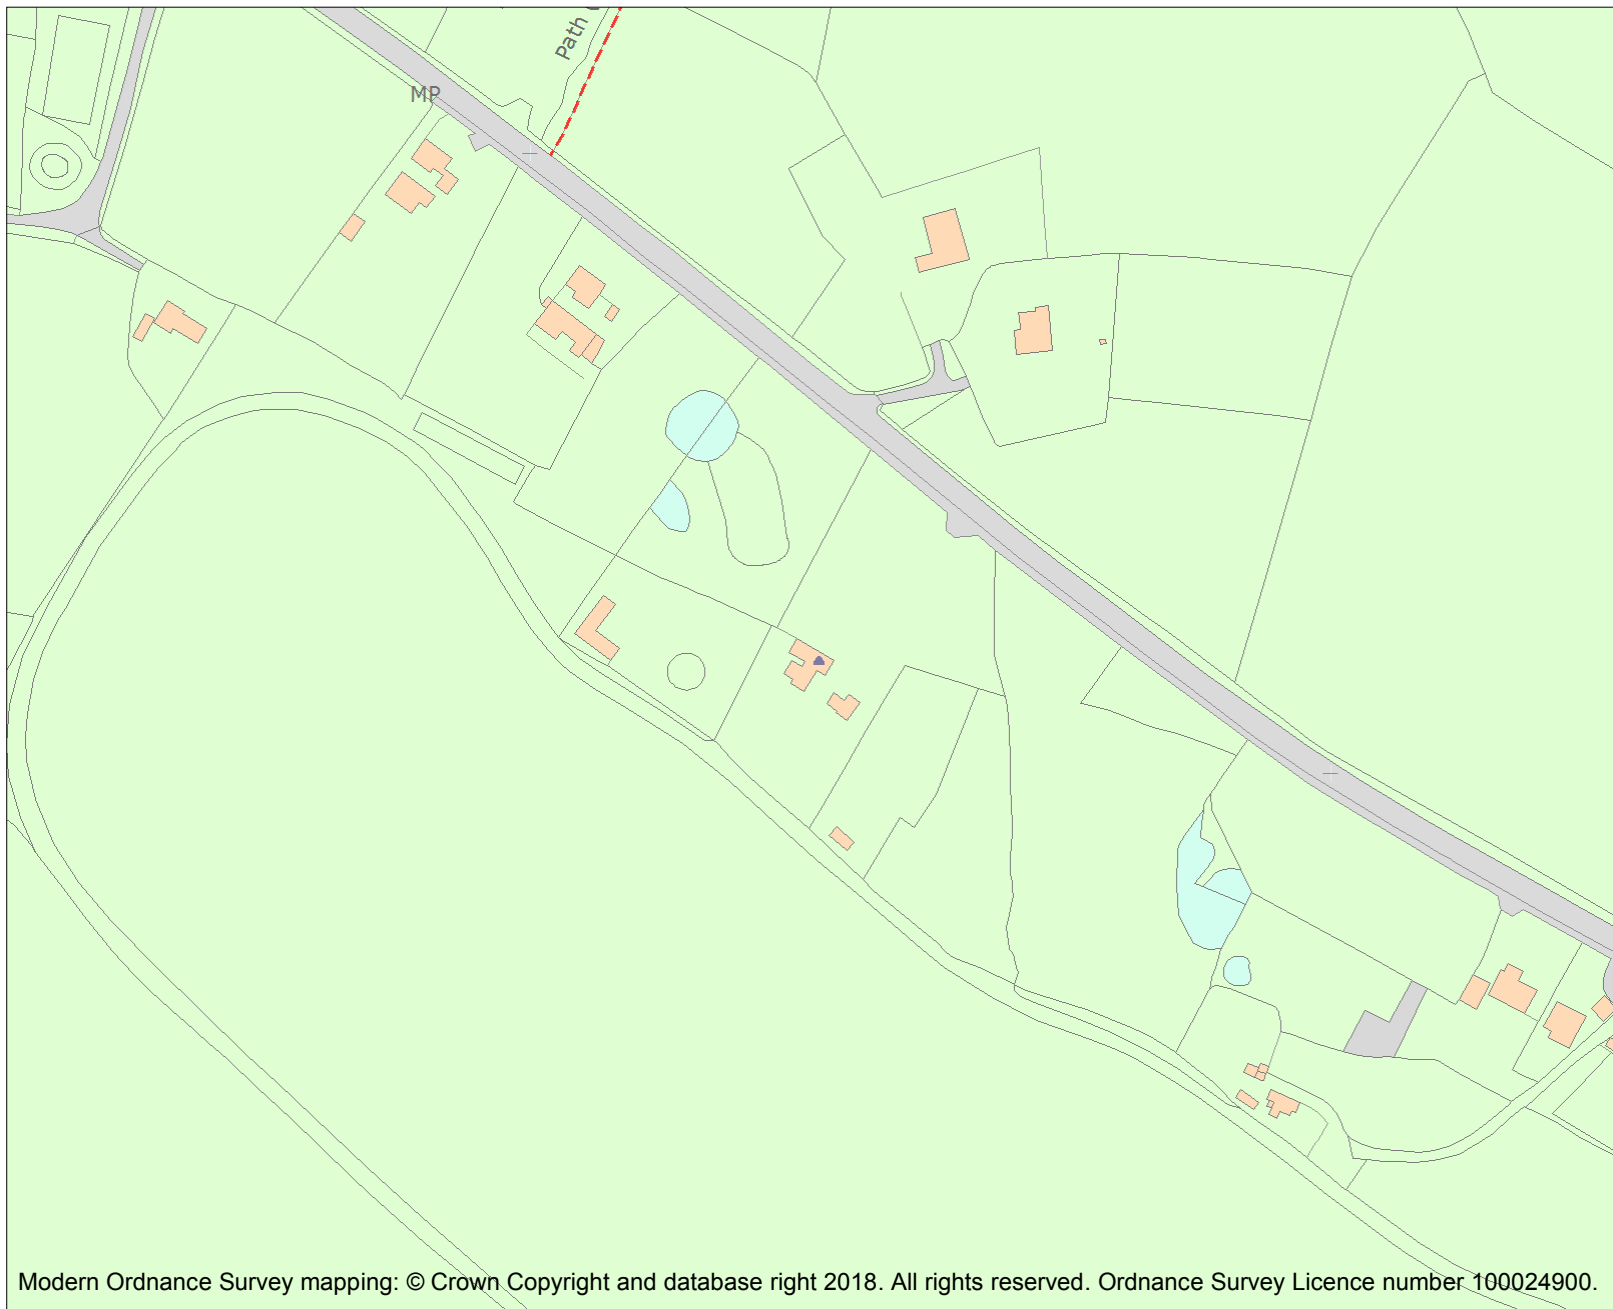 Path
MP
Modern Ordnance Survey mapping: © Crown Copyright and database right 2018. All rights reserved. Ordnance Survey Licence number 100024900.